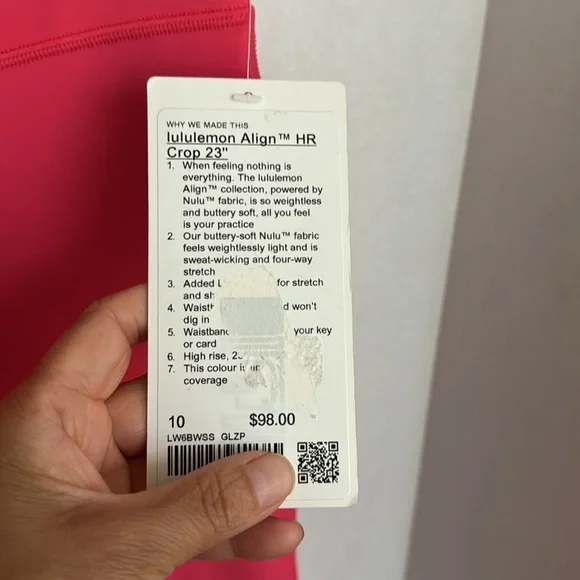 WHY WE MADE THIS
lululemon Align™ HR
Crop 23"
1. When feeling nothing is
everything. The lululemon
Align™ collection, powered by
Nulu™ fabric, is so weightless
and buttery soft, all you feel
is your practice
2. Our buttery-soft Nulu™ fabric
feels weightlessly light and is
sweat-wicking and four-way
stretch
3. Added for stretch
and
4. won't
dig in
5. your key
or card
6. High rise,
7. This colour
coverage
10 $98.00
LW6BWSS GLZP